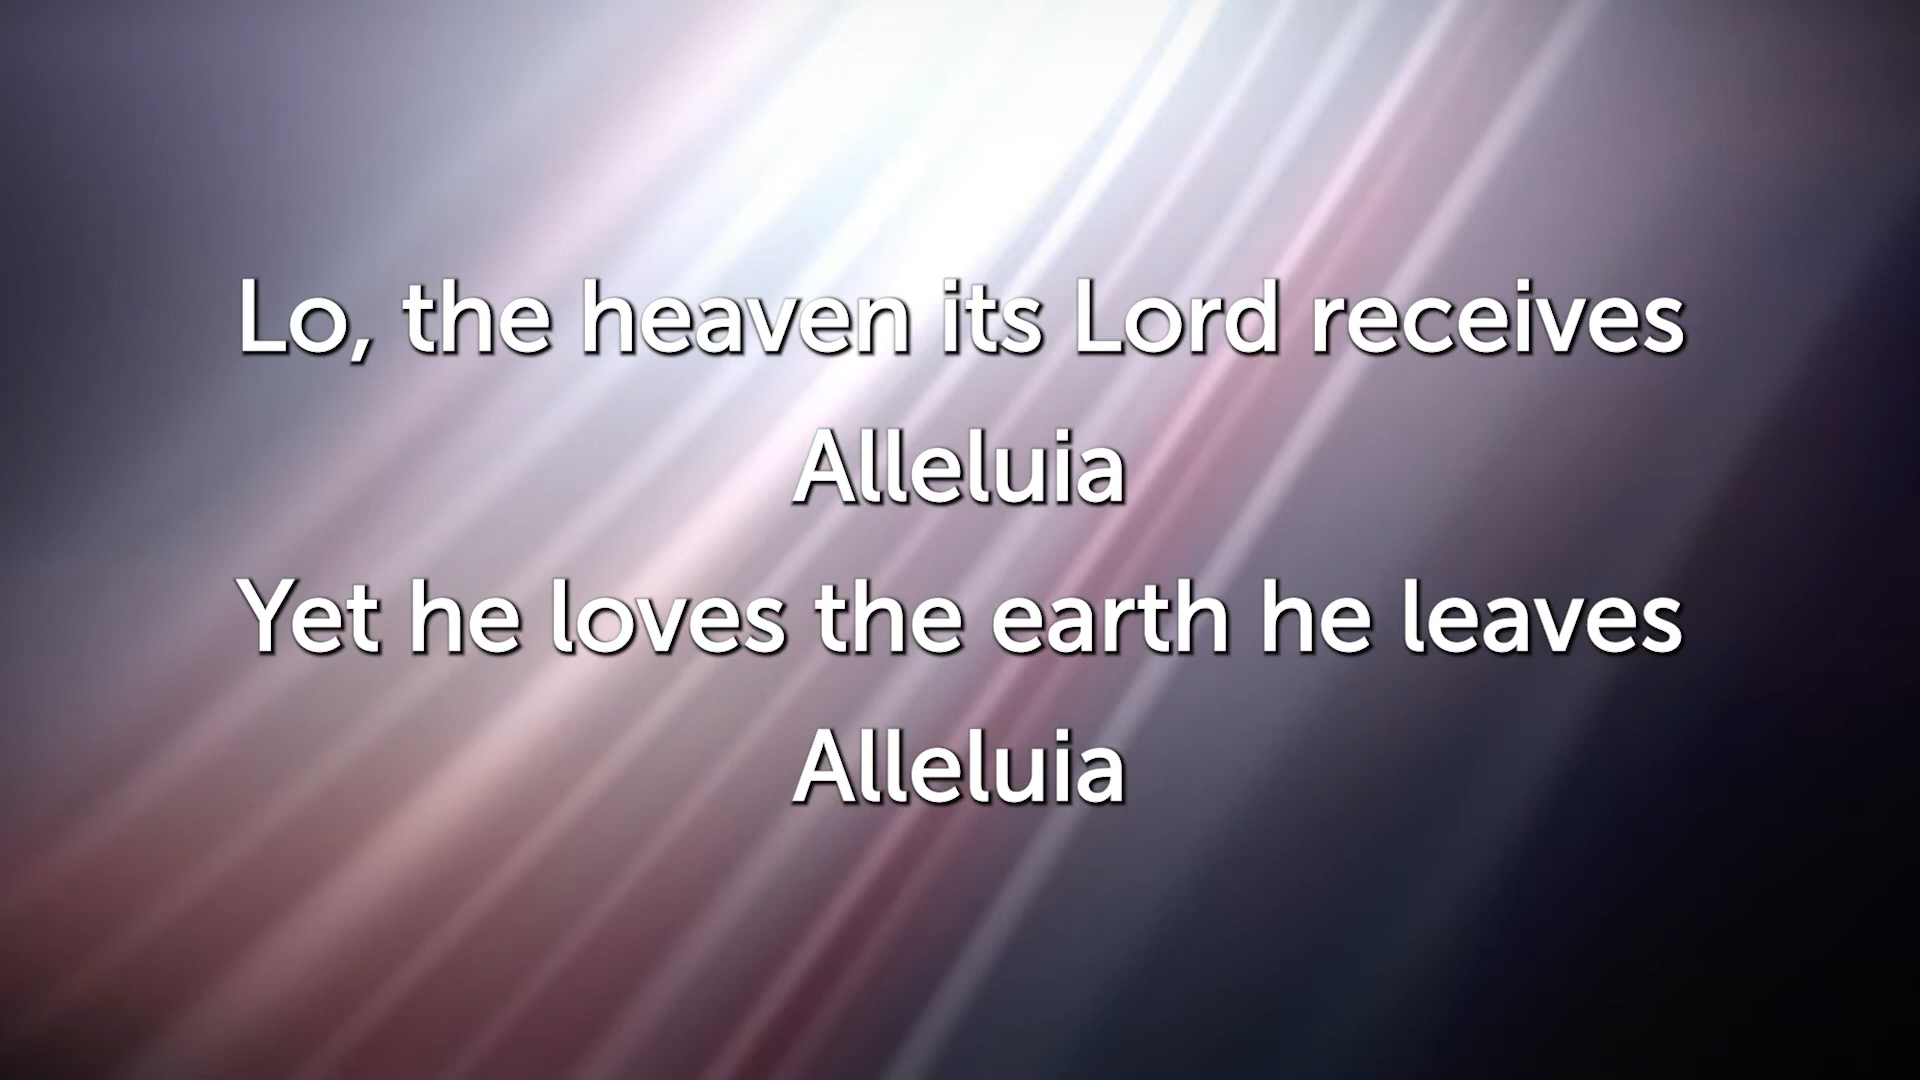 Lo, the heaven its Lord receives
Alleluia
Yet he loves the earth he leaves
Alleluia